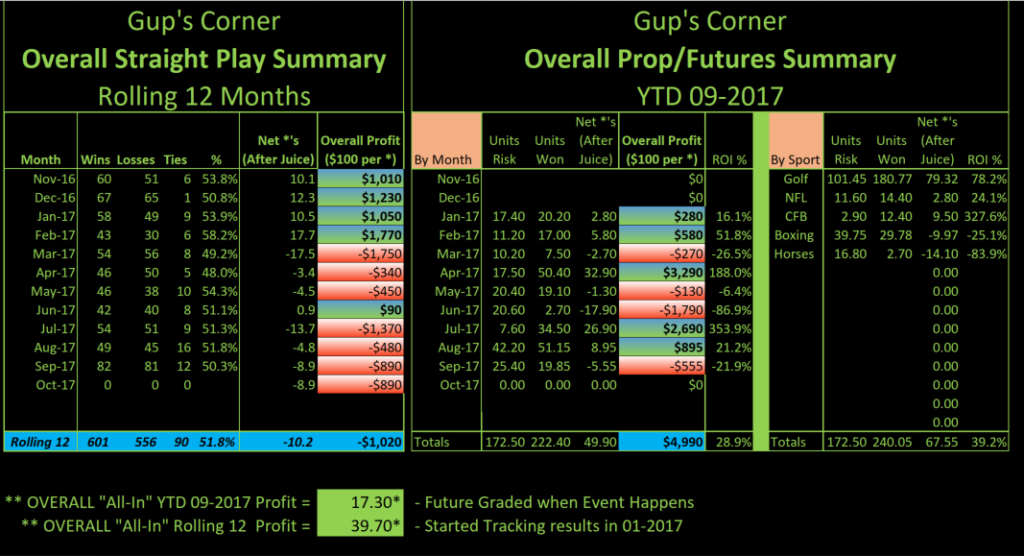 Gup's Corner
Overall Straight Play Summary
Rolling 12 Months
Net *'s Overall Profit
Month Wins Losses Ties % (After Juice) ($100 per *)
Nov-16 60 51 6 53.8% 10.1 $1,010
Dec-16 67 65 1 50.8% 12.3 $1,230
Jan-17 58 49 9 53.9% 10.5 $1,050
Feb-17 43 30 6 58.2% 17.7 $1,770
Mar-17 54 56 8 49.2% -17.5 -$1,750
Apr-17 46 50 5 48.0% -3.4 -$340
May-17 46 38 10 54.3% -4.5 -$450
Jun-17 42 40 8 51.1% 0.9 $90
Jul-17 54 51 9 51.3% -13.7 -$1,370
Aug-17 49 45 16 51.8% -4.8 -$480
Sep-17 82 81 12 50.3% -8.9 -$890
Oct-17 0 0 0 -8.9 -$890
Rolling 12 601 556 90 51.8% -10.2 -$1,020
Gup's Corner
Overall Prop/Futures Summary
YTD 09-2017
Net *'s
Units Units (After Overall Profit
By Month Risk Won Juice) ($100 per *) ROI %
Nov-16 $0
Dec-16 $0
Jan-17 17.40 20.20 2.80 $280 16.1%
Feb-17 11.20 17.00 5.80 $580 51.8%
Mar-17 10.20 7.50 -2.70 -$270 -26.5%
Apr-17 17.50 50.40 32.90 $3,290 188.0%
May-17 20.40 19.10 -1.30 -$130 -6.4%
Jun-17 20.60 2.70 -17.90 -$1,790 -86.9%
Jul-17 7.60 34.50 26.90 $2,690 353.9%
Aug-17 42.20 51.15 8.95 $895 21.2%
Sep-17 25.40 19.85 -5.55 -$555 -21.9%
Oct-17 0.00 0.00 0.00 $0
Totals 172.50 222.40 49.90 $4,990 28.9%
Net *'s
Units Units (After
By Sport Risk Won Juice) ROI %
Golf 101.45 180.77 79.32 78.2%
NFL 11.60 14.40 2.80 24.1%
CFB 2.90 12.40 9.50 327.6%
Boxing 39.75 29.78 -9.97 -25.1%
Horses 16.80 2.70 -14.10 -83.9%
0.00
0.00
0.00
0.00
0.00
0.00
0.00
0.00
0.00
Totals 172.50 240.05 67.55 39.2%
** OVERALL "All-In" YTD 09-2017 Profit = 17.30* - Future Graded when Event Happens
** OVERALL "All-In" Rolling 12 Profit = 39.70* - Started Tracking results in 01-2017